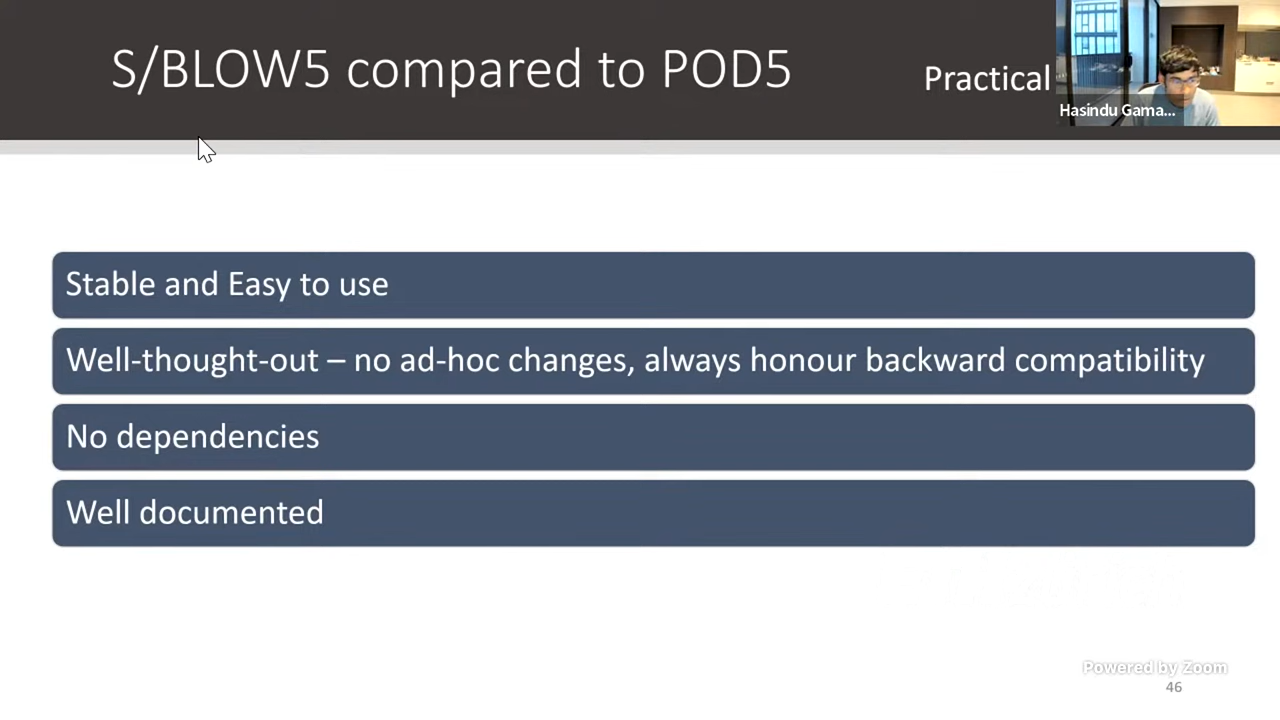 S/BLOW5 compared to POD5
Practical
Hasindu Gama...
Stable and Easy to use
Well-thought-out – no ad-hoc changes, always honour backward compatibility
No dependencies
Well documented
Powered by Zoom
46